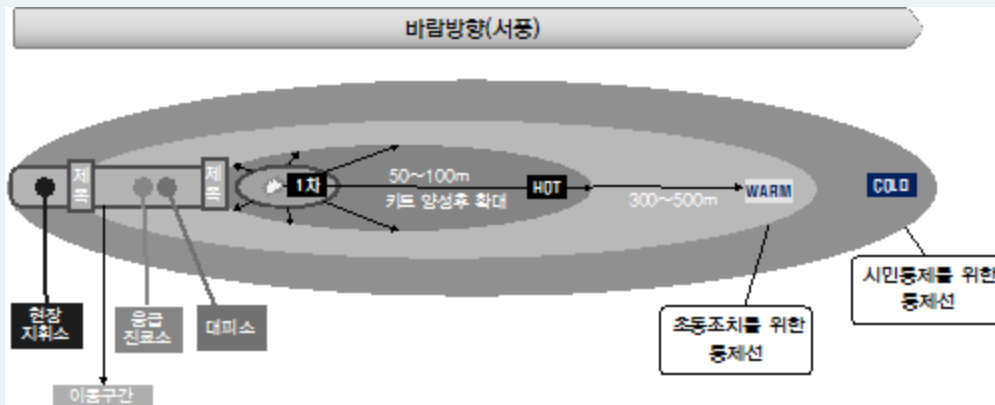 바람방향(서풍)
제독
제독
1차
50~100m
키트 양성후 확대
HOT
300~500m
WARM
COLD
현장
지휘소
응급
진료소
대피소
이동구간
초동조치를 위한
통제선
시민통제를 위한
통제선